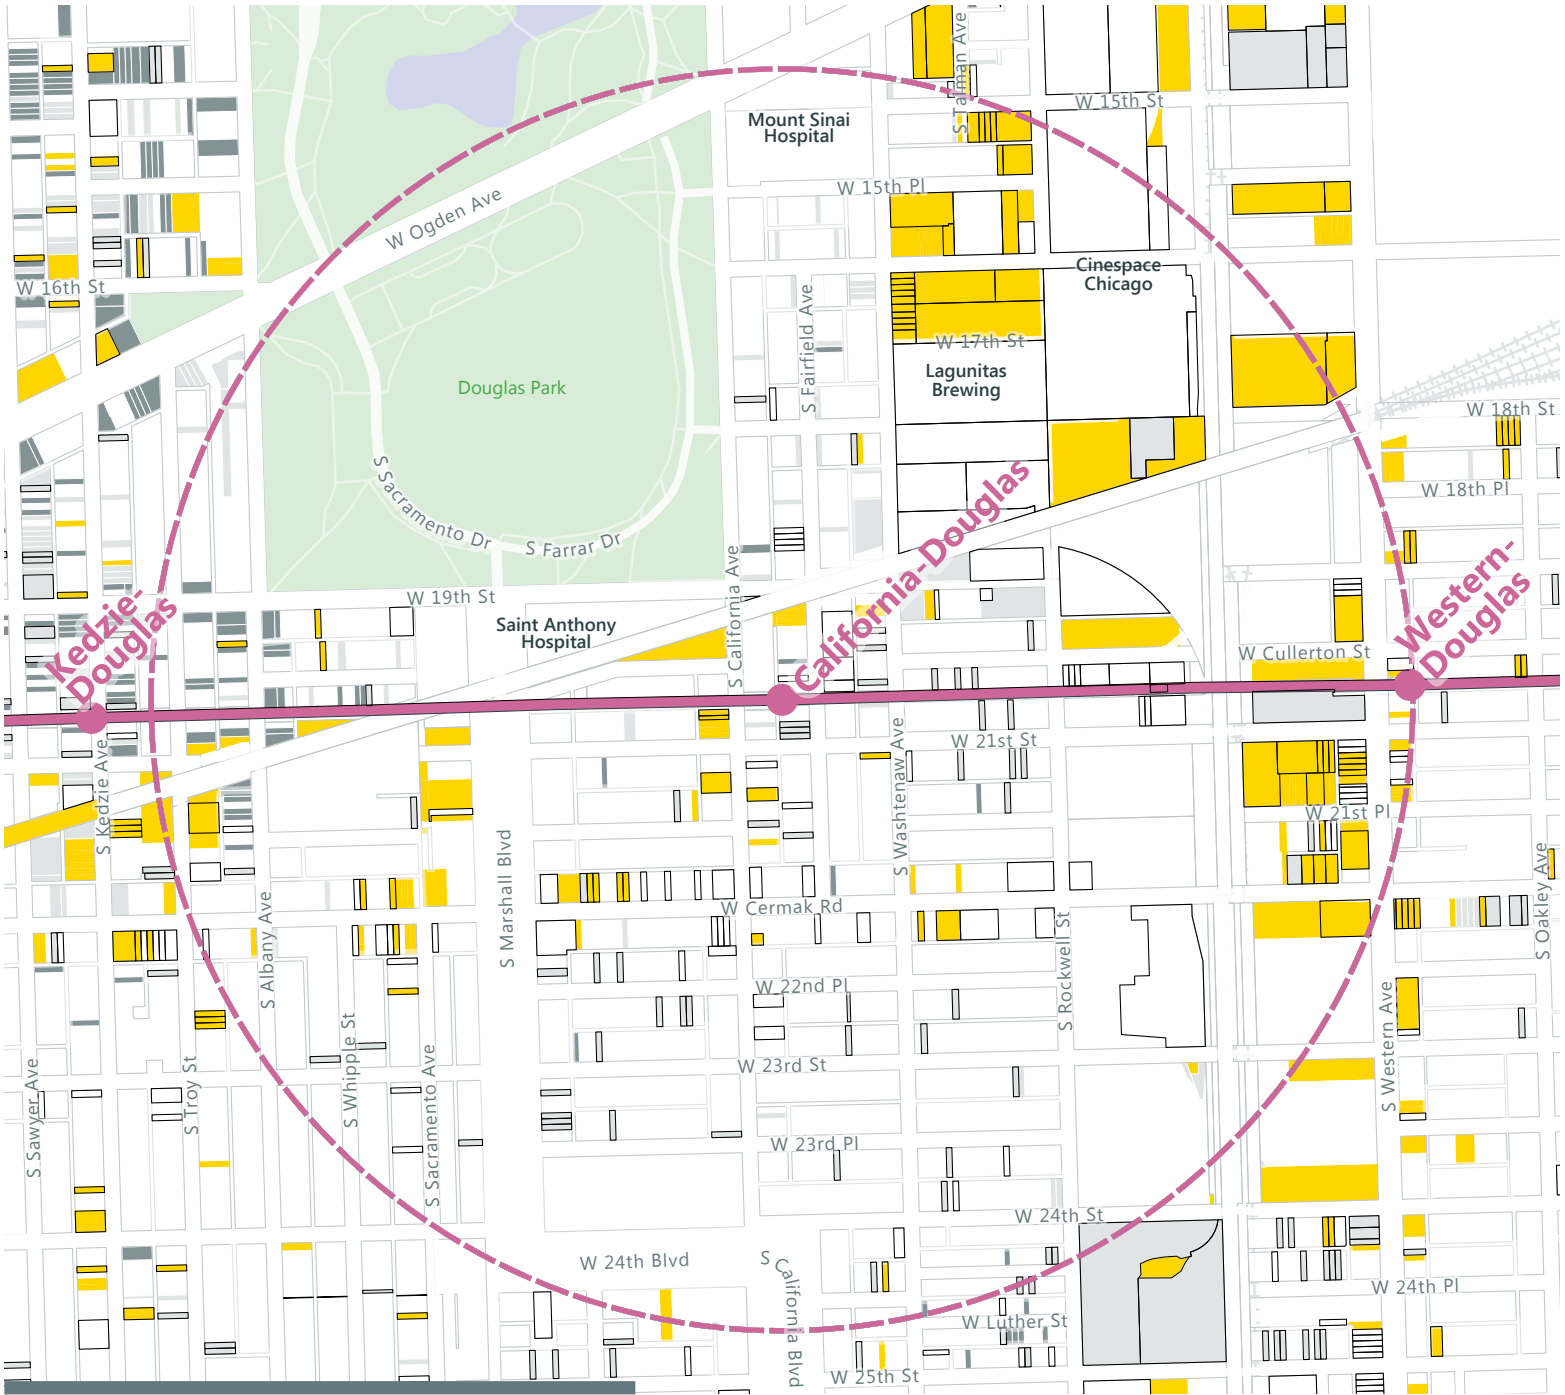 S Talman Ave
W 15th St
Mount Sinai
Hospital
W 15th Pl
W Ogden Ave
Cinespace
Chicago
W 16th St
S Fairfield Ave
W 17th St
Lagunitas
Brewing
Douglas Park
W 18th St
W 18th Pl
S Sacramento Dr
S Farrar Dr
California-Douglas
S California Ave
W 19th St
Kedzie-
Douglas
Saint Anthony
Hospital
Western-
Douglas
W Cullerton St
W 21st St
S Washtenaw Ave
S Kedzie Ave
W 21st Pl
S Marshall Blvd
S Oakley Ave
S Albany Ave
W Cermak Rd
S Rockwell St
W 22nd Pl
S Western Ave
S Whipple St
S Sacramento Ave
S Troy St
S Sawyer Ave
W 23rd St
W 23rd Pl
W 24th St
W 24th Blvd
S California Blvd
W 24th Pl
W Luther St
W 25th St